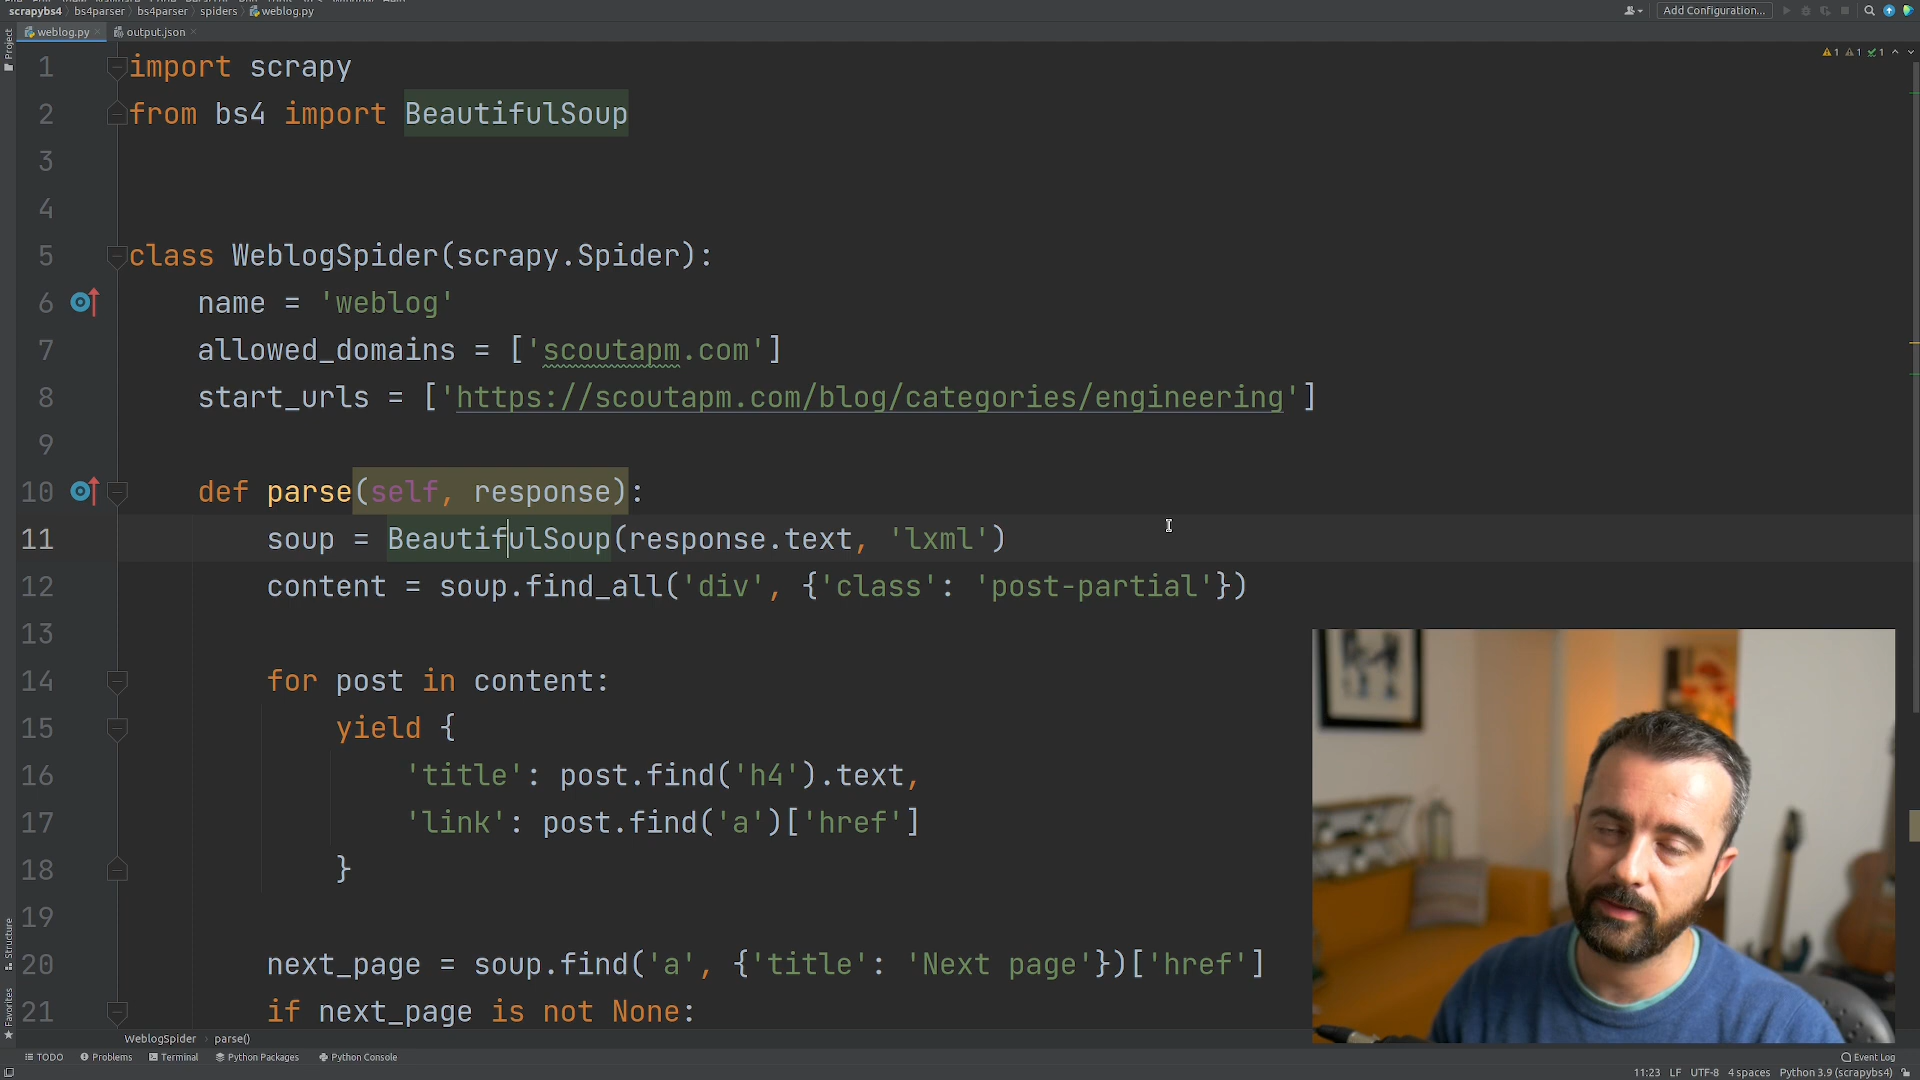 scrapybs4 › bs4parser › bs4parser › spiders › weblog.py
Add Configuration...
weblog.py
output.json
Project
1 1 1
1 import scrapy
2 from bs4 import BeautifulSoup
3
4
5 class WeblogSpider(scrapy.Spider):
6 name = 'weblog'
7 allowed_domains = ['scoutapm.com']
8 start_urls = ['https://scoutapm.com/blog/categories/engineering']
9
10 def parse(self, response):
11 soup = BeautifulSoup(response.text, 'lxml')
12 content = soup.find_all('div', {'class': 'post-partial'})
13
14 for post in content:
15 yield {
16 'title': post.find('h4').text,
17 'link': post.find('a')['href']
18 }
19
20 next_page = soup.find('a', {'title': 'Next page'})['href']
21 if next_page is not None:
Structure
Favorites
WeblogSpider › parse()
TODO Problems Terminal Python Packages Python Console Event Log
11:23 LF UTF-8 4 spaces Python 3.9 (scrapybs4)